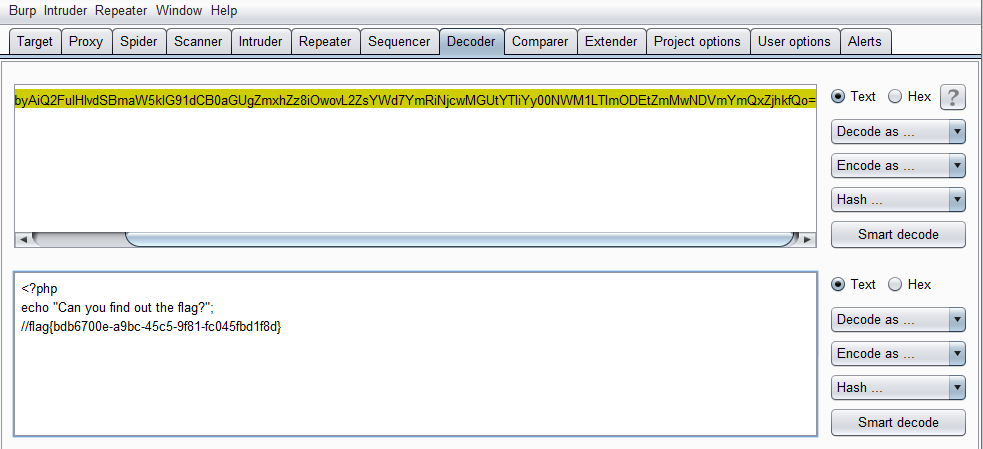 Burp Intruder Repeater Window Help
Target Proxy Spider Scanner Intruder Repeater Sequencer Decoder Comparer Extender Project options User options Alerts
byAiQ2FuIHlvdSBmaW5kIG91dCB0aGUgZmxhZz8iOwovL2ZsYWd7YmRiNjcwMGUtYTliYy00NWM1LTlmODEtZmMwNDVmYmQxZjhkfQo=
Text Hex ?
Decode as ...
Encode as ...
Hash ...
Smart decode
<?php
echo "Can you find out the flag?";
//flag{bdb6700e-a9bc-45c5-9f81-fc045fbd1f8d}
Text Hex
Decode as ...
Encode as ...
Hash ...
Smart decode